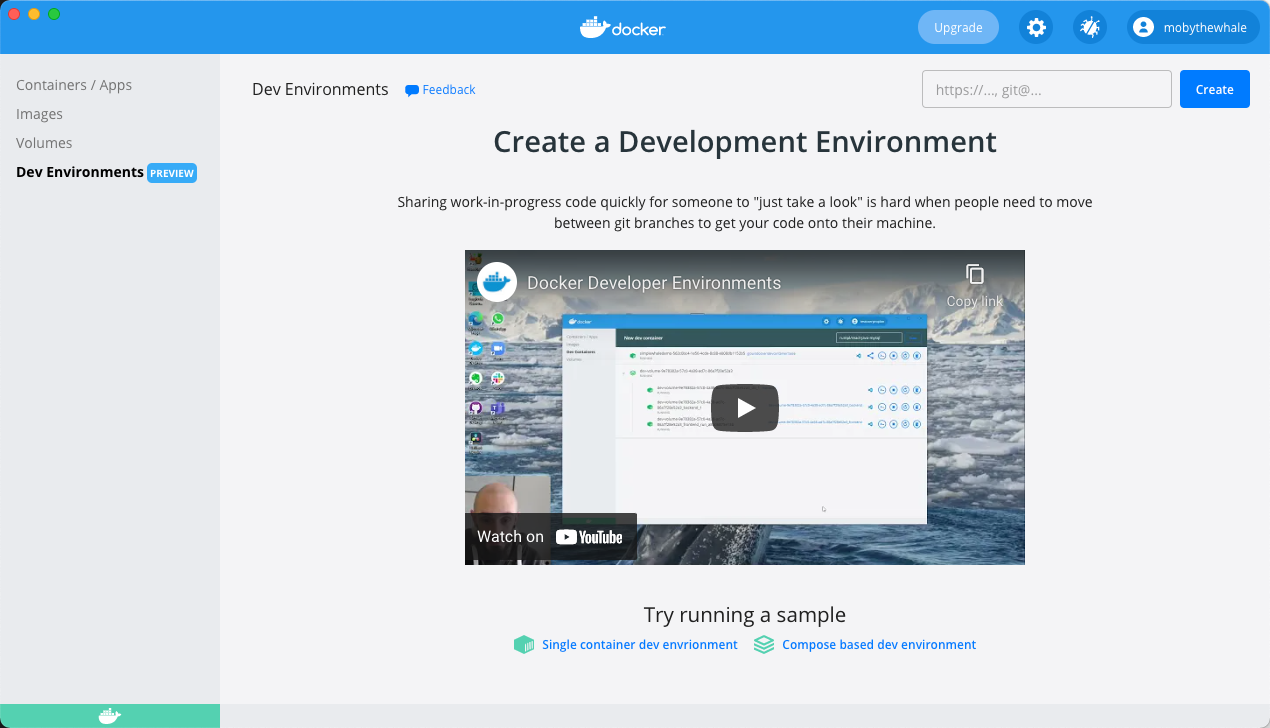 docker
Upgrade
mobythewhale
Containers / Apps
Images
Volumes
Dev Environments PREVIEW
Dev Environments
Feedback
https://..., git@...
Create
Create a Development Environment
Sharing work-in-progress code quickly for someone to "just take a look" is hard when people need to move
between git branches to get your code onto their machine.
Docker Developer Environments
Copy link
docker
New dev container
Watch on YouTube
Try running a sample
Single container dev envrionment
Compose based dev environment